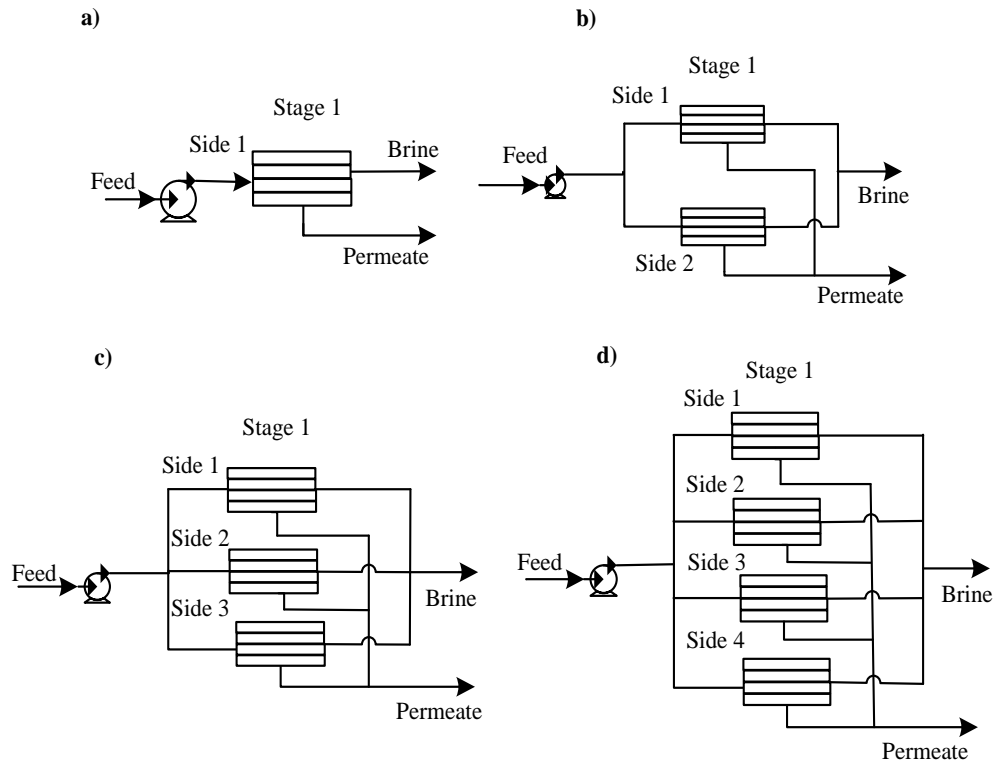 a)
Stage 1
Side 1
Brine
Feed
Permeate
b)
Stage 1
Side 1
Feed
Brine
Side 2
Permeate
c)
Stage 1
Side 1
Side 2
Feed
Side 3
Brine
Permeate
d)
Stage 1
Side 1
Side 2
Side 3
Feed
Brine
Side 4
Permeate